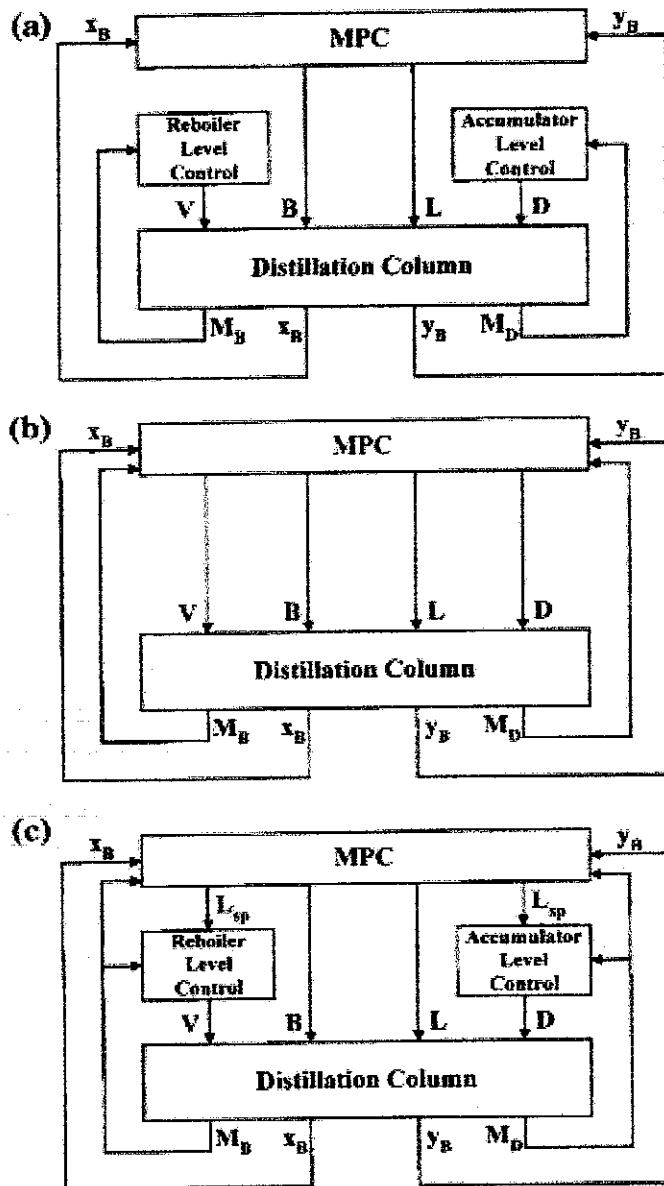 (a)
x_B
MPC
y_B
Reboiler
Level
Control
Accumulator
Level
Control
V
B
L
D
Distillation Column
M_B
x_B
y_B
M_D
(b)
x_B
MPC
y_B
V
B
L
D
Distillation Column
M_B
x_B
y_B
M_D
(c)
x_B
MPC
y_B
L_sp
L_sp
Reboiler
Level
Control
Accumulator
Level
Control
V
B
L
D
Distillation Column
M_B
x_B
y_B
M_D